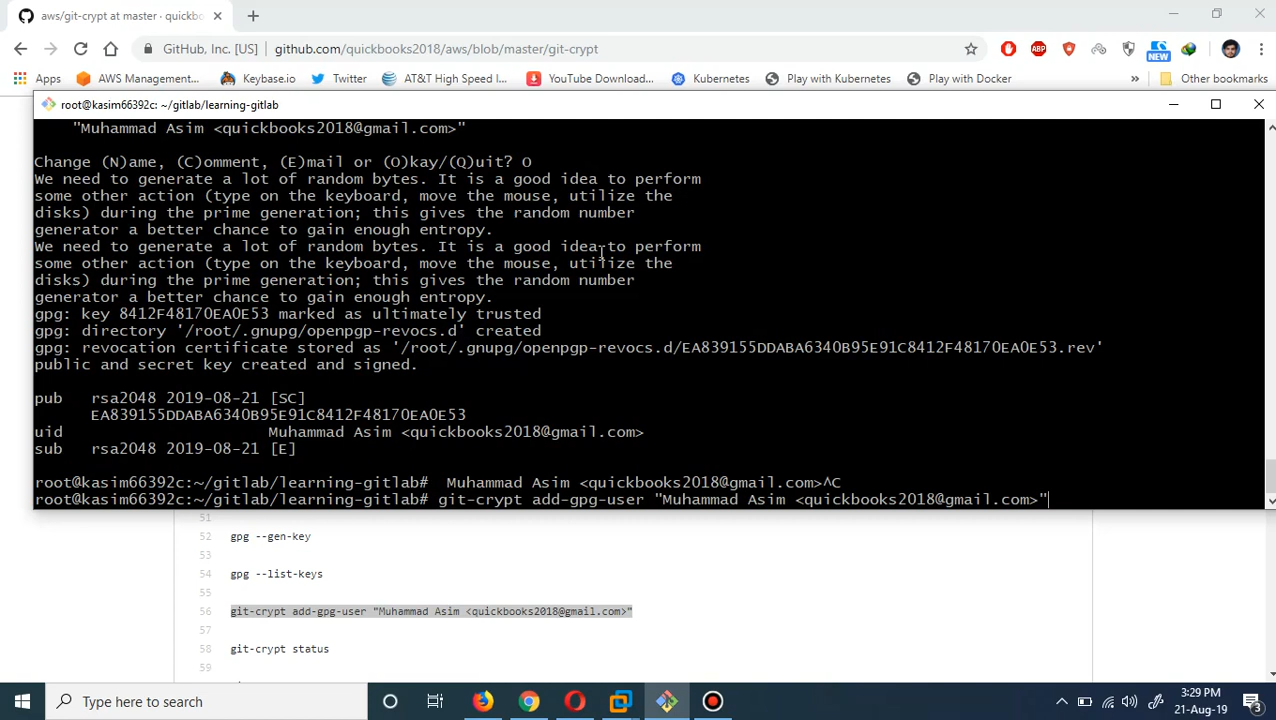 aws/git-crypt at master · quickbo
GitHub, Inc. [US]
github.com/quickbooks2018/aws/blob/master/git-crypt
ABP
NEW
Apps
AWS Management...
Keybase.io
Twitter
AT&T High Speed I...
YouTube Download...
Kubernetes
Play with Kubernetes
Play with Docker
»
Other bookmarks
root@kasim66392c: ~/gitlab/learning-gitlab
"Muhammad Asim <quickbooks2018@gmail.com>"
Change (N)ame, (C)omment, (E)mail or (O)kay/(Q)uit? O
We need to generate a lot of random bytes. It is a good idea to perform
some other action (type on the keyboard, move the mouse, utilize the
disks) during the prime generation; this gives the random number
generator a better chance to gain enough entropy.
We need to generate a lot of random bytes. It is a good idea to perform
some other action (type on the keyboard, move the mouse, utilize the
disks) during the prime generation; this gives the random number
generator a better chance to gain enough entropy.
gpg: key 8412F48170EA0E53 marked as ultimately trusted
gpg: directory '/root/.gnupg/openpgp-revocs.d' created
gpg: revocation certificate stored as '/root/.gnupg/openpgp-revocs.d/EA839155DDABA6340B95E91C8412F48170EA0E53.rev'
public and secret key created and signed.
pub   rsa2048 2019-08-21 [SC]
EA839155DDABA6340B95E91C8412F48170EA0E53
uid                      Muhammad Asim <quickbooks2018@gmail.com>
sub   rsa2048 2019-08-21 [E]
root@kasim66392c:~/gitlab/learning-gitlab#  Muhammad Asim <quickbooks2018@gmail.com>^C
root@kasim66392c:~/gitlab/learning-gitlab# git-crypt add-gpg-user "Muhammad Asim <quickbooks2018@gmail.com>"
51
52 gpg --gen-key
53
54 gpg --list-keys
55
56 git-crypt add-gpg-user "Muhammad Asim <quickbooks2018@gmail.com>"
57
58 git-crypt status
59
Type here to search
3:29 PM
21-Aug-19
3